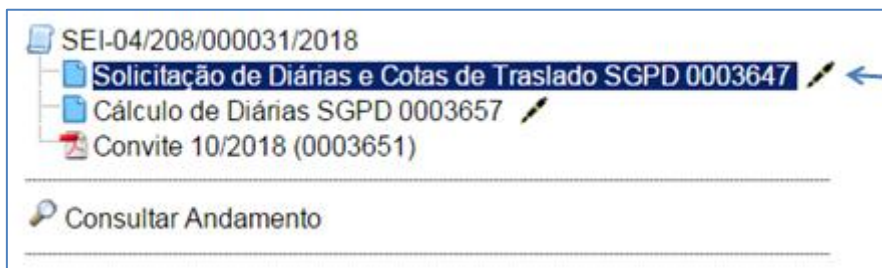 SEI-04/208/000031/2018
Solicitação de Diárias e Cotas de Traslado SGPD 0003647
Cálculo de Diárias SGPD 0003657
Convite 10/2018 (0003651)
Consultar Andamento